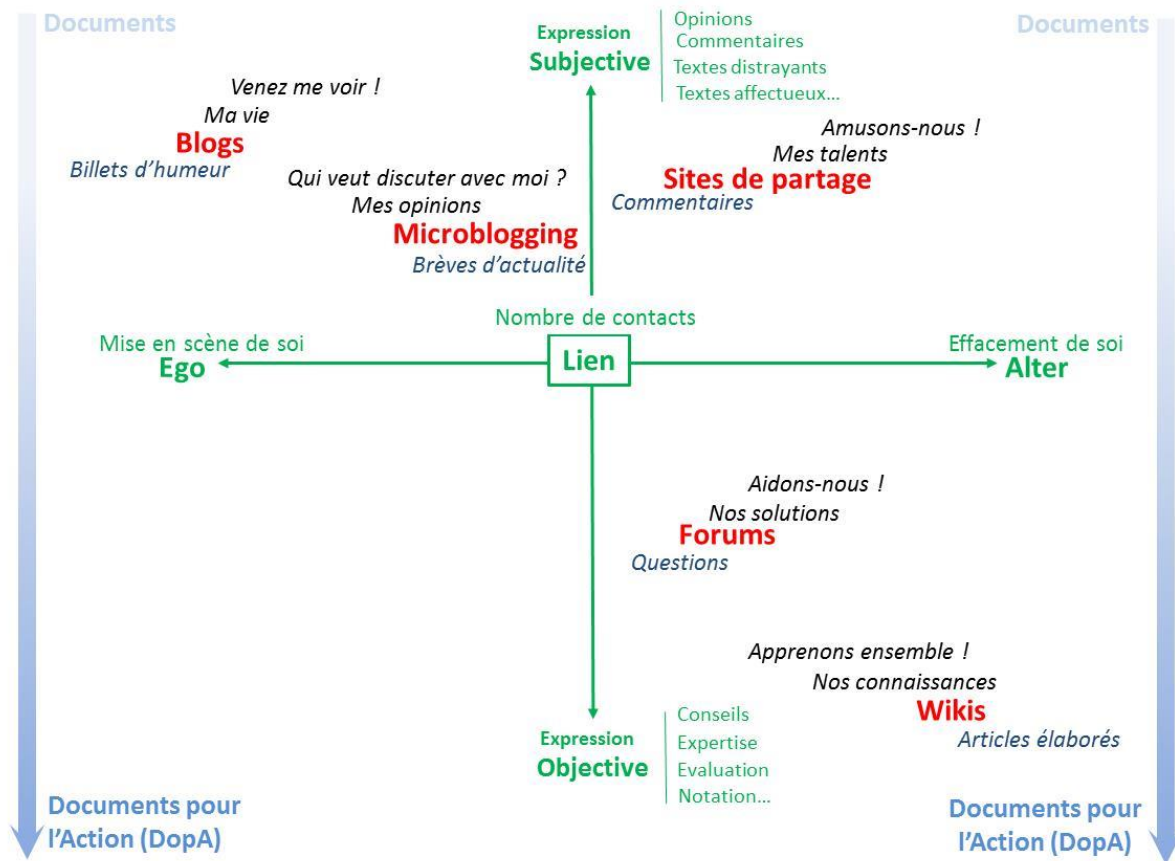 Documents
Documents
Expression
Subjective
Opinions
Commentaires
Textes distrayants
Textes affectueux...
Venez me voir !
Ma vie
Blogs
Billets d'humeur
Qui veut discuter avec moi ?
Mes opinions
Microblogging
Brèves d'actualité
Amusons-nous !
Mes talents
Sites de partage
Commentaires
Nombre de contacts
Lien
Mise en scène de soi
Ego
Effacement de soi
Alter
Aidons-nous !
Nos solutions
Forums
Questions
Apprenons ensemble !
Nos connaissances
Wikis
Articles élaborés
Expression
Objective
Conseils
Expertise
Evaluation
Notation...
Documents pour
l'Action (DopA)
Documents pour
l'Action (DopA)